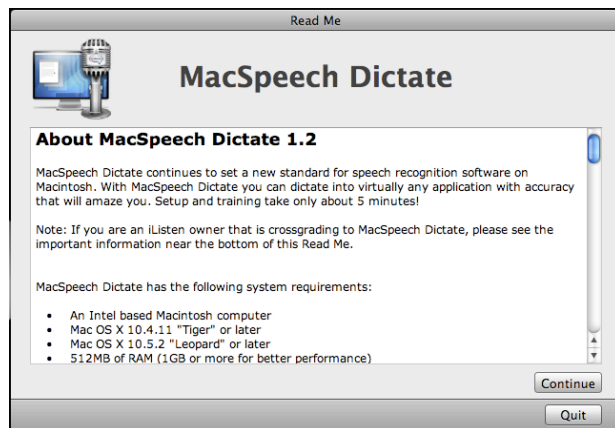 Read Me
MacSpeech Dictate
About MacSpeech Dictate 1.2
MacSpeech Dictate continues to set a new standard for speech recognition software on
Macintosh. With MacSpeech Dictate you can dictate into virtually any application with accuracy
that will amaze you. Setup and training take only about 5 minutes!
Note: If you are an iListen owner that is crossgrading to MacSpeech Dictate, please see the
important information near the bottom of this Read Me.
MacSpeech Dictate has the following system requirements:
• An Intel based Macintosh computer
• Mac OS X 10.4.11 "Tiger" or later
• Mac OS X 10.5.2 "Leopard" or later
• 512MB of RAM (1GB or more for better performance)
Continue
Quit